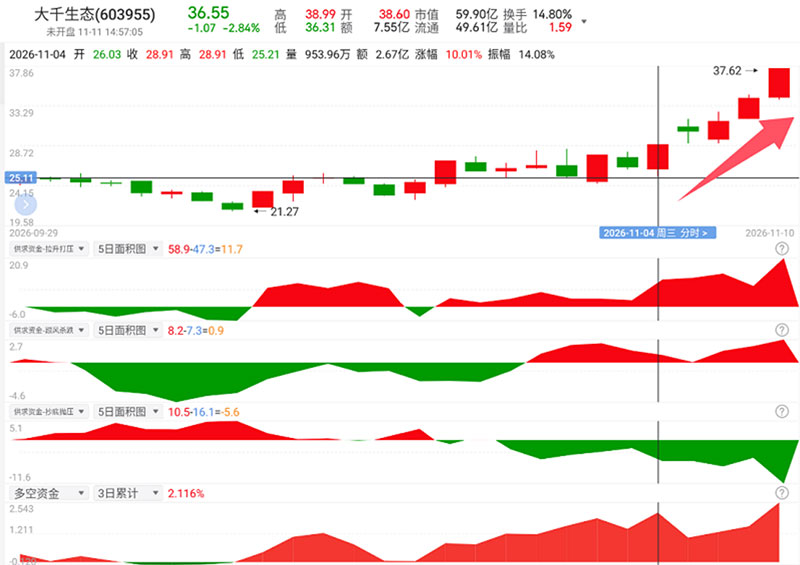 大千生态(603955)
未开盘 11-11 14:57:05
36.55
-1.07 -2.84%
高 38.99 开 38.60 市值 59.90亿 换手 14.80%
低 36.31 额 7.55亿 流通 49.61亿 量比 1.59
2026-11-04 开 26.03 收 28.91 高 28.91 低 25.21 量 953.96万 额 2.67亿 涨幅 10.01% 振幅 14.08%
37.86
37.62
33.29
28.72
25.11
24.15
21.27
19.58
2026-09-29
2026-11-04 周三 分时 >
2026-11-10
供求资金-拉升打压 5日面积图 58.9-47.3=11.7
20.9
-6.0
供求资金-跟风杀跌 5日面积图 8.2-7.3=0.9
2.7
-4.6
供求资金-抄底抛压 5日面积图 10.5-16.1=-5.6
5.1
-11.6
多空资金 3日累计 2.116%
2.543
1.211